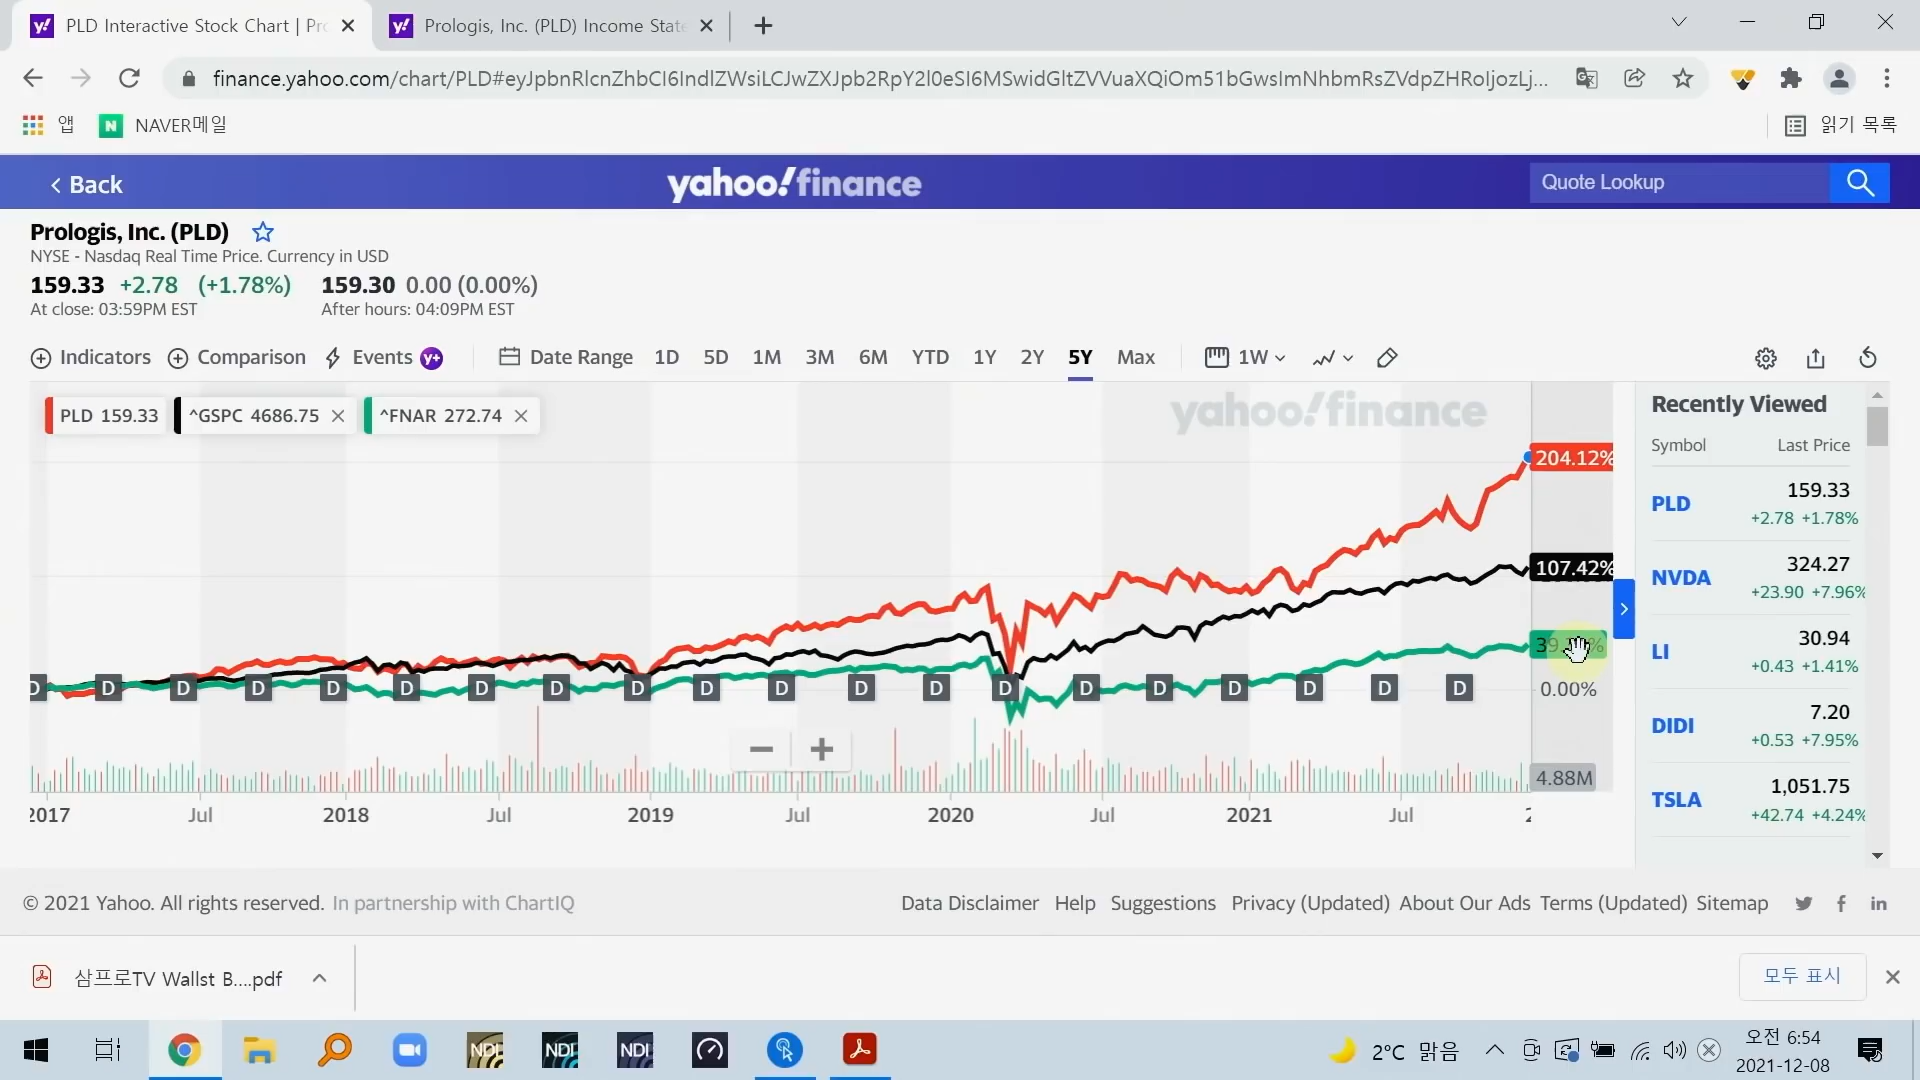 PLD Interactive Stock Chart | Pr
Prologis, Inc. (PLD) Income State
finance.yahoo.com/chart/PLD#eyJpbnRlcnZhbCI6IndlZWsiLCJwZXJpb2RpY2l0eSI6MSwidGltZVVuaXQiOm51bGwsImNhbmRsZVdpZHRoIjozLj...
앱
NAVER메일
읽기 목록
Back
yahoo!finance
Quote Lookup
Prologis, Inc. (PLD)
NYSE - Nasdaq Real Time Price. Currency in USD
159.33 +2.78 (+1.78%) 159.30 0.00 (0.00%)
At close: 03:59PM EST After hours: 04:09PM EST
Indicators Comparison Events y+ Date Range 1D 5D 1M 3M 6M YTD 1Y 2Y 5Y Max 1W
PLD 159.33 ^GSPC 4686.75 ^FNAR 272.74
yahoo!finance
204.12%
107.42%
0.00%
D D D D D D D D D D D D D D D D D D D D
4.88M
2017 Jul 2018 Jul 2019 Jul 2020 Jul 2021 Jul
Recently Viewed
Symbol Last Price
PLD 159.33
+2.78 +1.78%
NVDA 324.27
+23.90 +7.96%
LI 30.94
+0.43 +1.41%
DIDI 7.20
+0.53 +7.95%
TSLA 1,051.75
+42.74 +4.24%
© 2021 Yahoo. All rights reserved. In partnership with ChartIQ
Data Disclaimer Help Suggestions Privacy (Updated) About Our Ads Terms (Updated) Sitemap
삼프로TV Wallst B....pdf
모두 표시
NDI NDI NDI
2°C 맑음
오전 6:54
2021-12-08